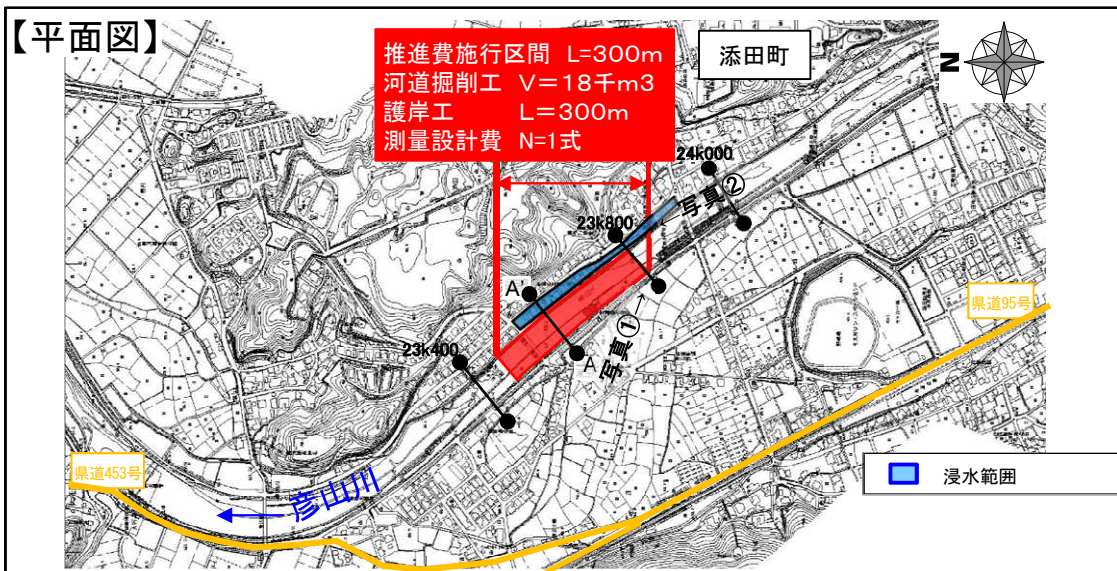 【平面図】
推進費施行区間 L=300m
河道掘削工 V=18千m3
護岸工 L=300m
測量設計費 N=1式
添田町
N
24k000
写真②
23k800
A'
県道95号
写真①→
23k400
A
県道453号
彦山川
浸水範囲